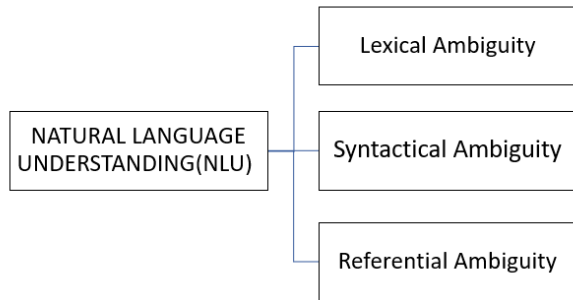 Lexical Ambiguity
NATURAL LANGUAGE
UNDERSTANDING(NLU)
Syntactical Ambiguity
Referential Ambiguity